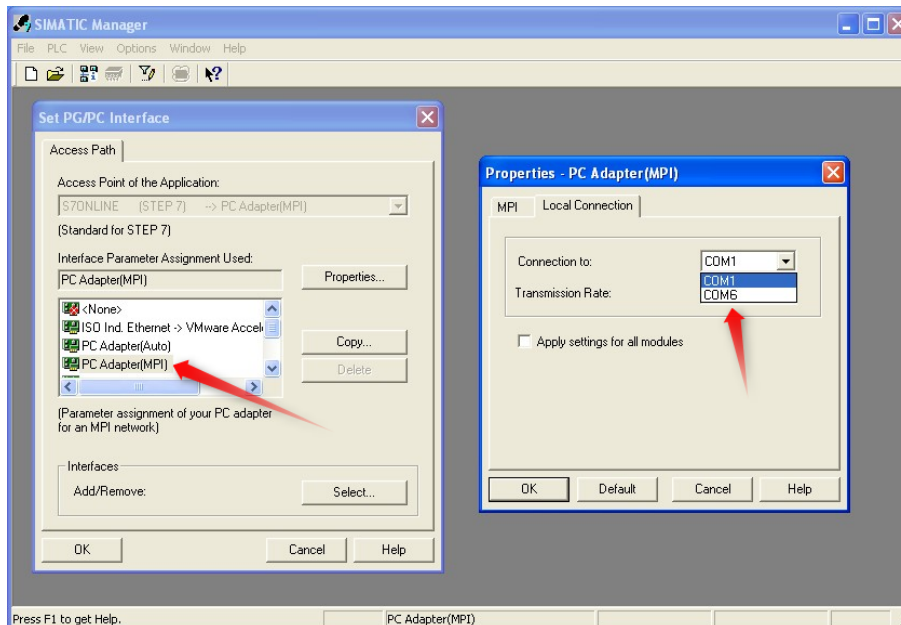 SIMATIC Manager
File PLC View Options Window Help
Set PG/PC Interface
Access Path
Access Point of the Application:
S7ONLINE (STEP 7) --> PC Adapter(MPI)
(Standard for STEP 7)
Interface Parameter Assignment Used:
PC Adapter(MPI)
Properties...
<None>
ISO Ind. Ethernet -> VMware Accel
PC Adapter(Auto)
PC Adapter(MPI)
Copy...
Delete
(Parameter assignment of your PC adapter
for an MPI network)
Interfaces
Add/Remove:
Select...
OK Cancel Help
Properties - PC Adapter(MPI)
MPI Local Connection
Connection to: COM1
COM1
Transmission Rate: COM6
Apply settings for all modules
OK Default Cancel Help
Press F1 to get Help. PC Adapter(MPI)